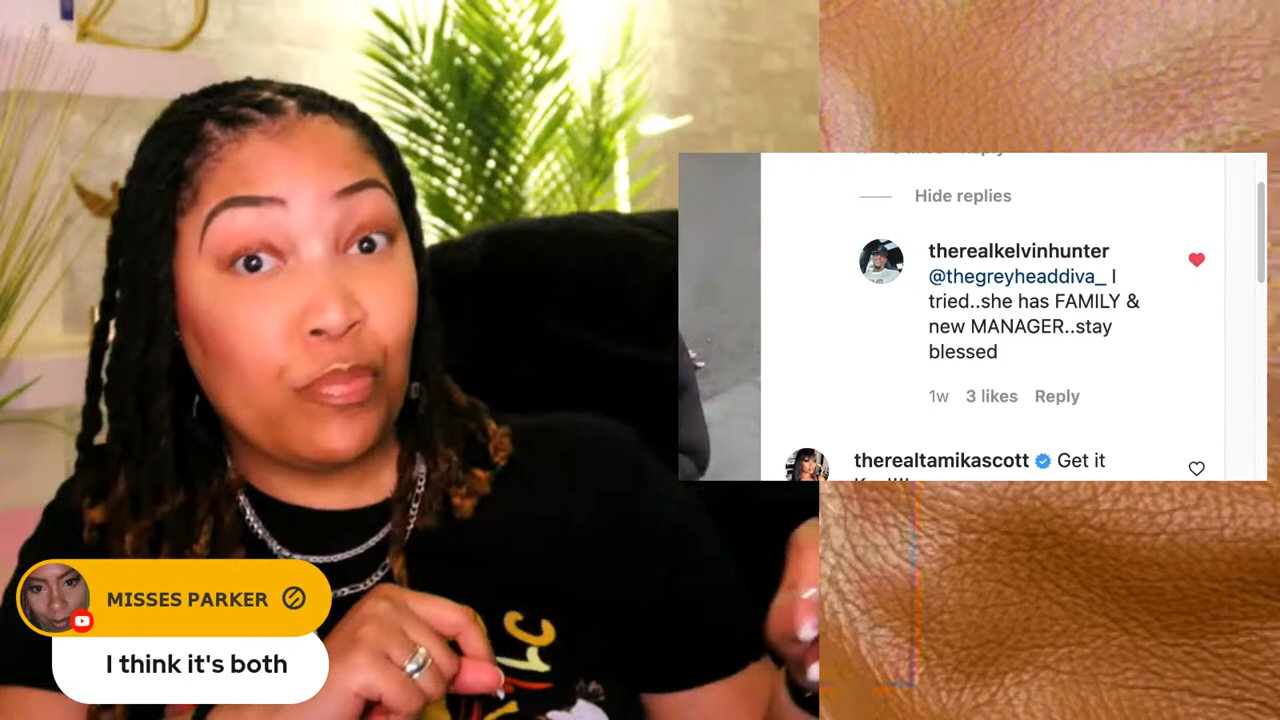 Hide replies
therealkelvinhunter
@thegreyheaddiva_ I
tried..she has FAMILY &
new MANAGER..stay
blessed
1w 3 likes Reply
therealtamikascott Get it
MISSES PARKER
I think it's both